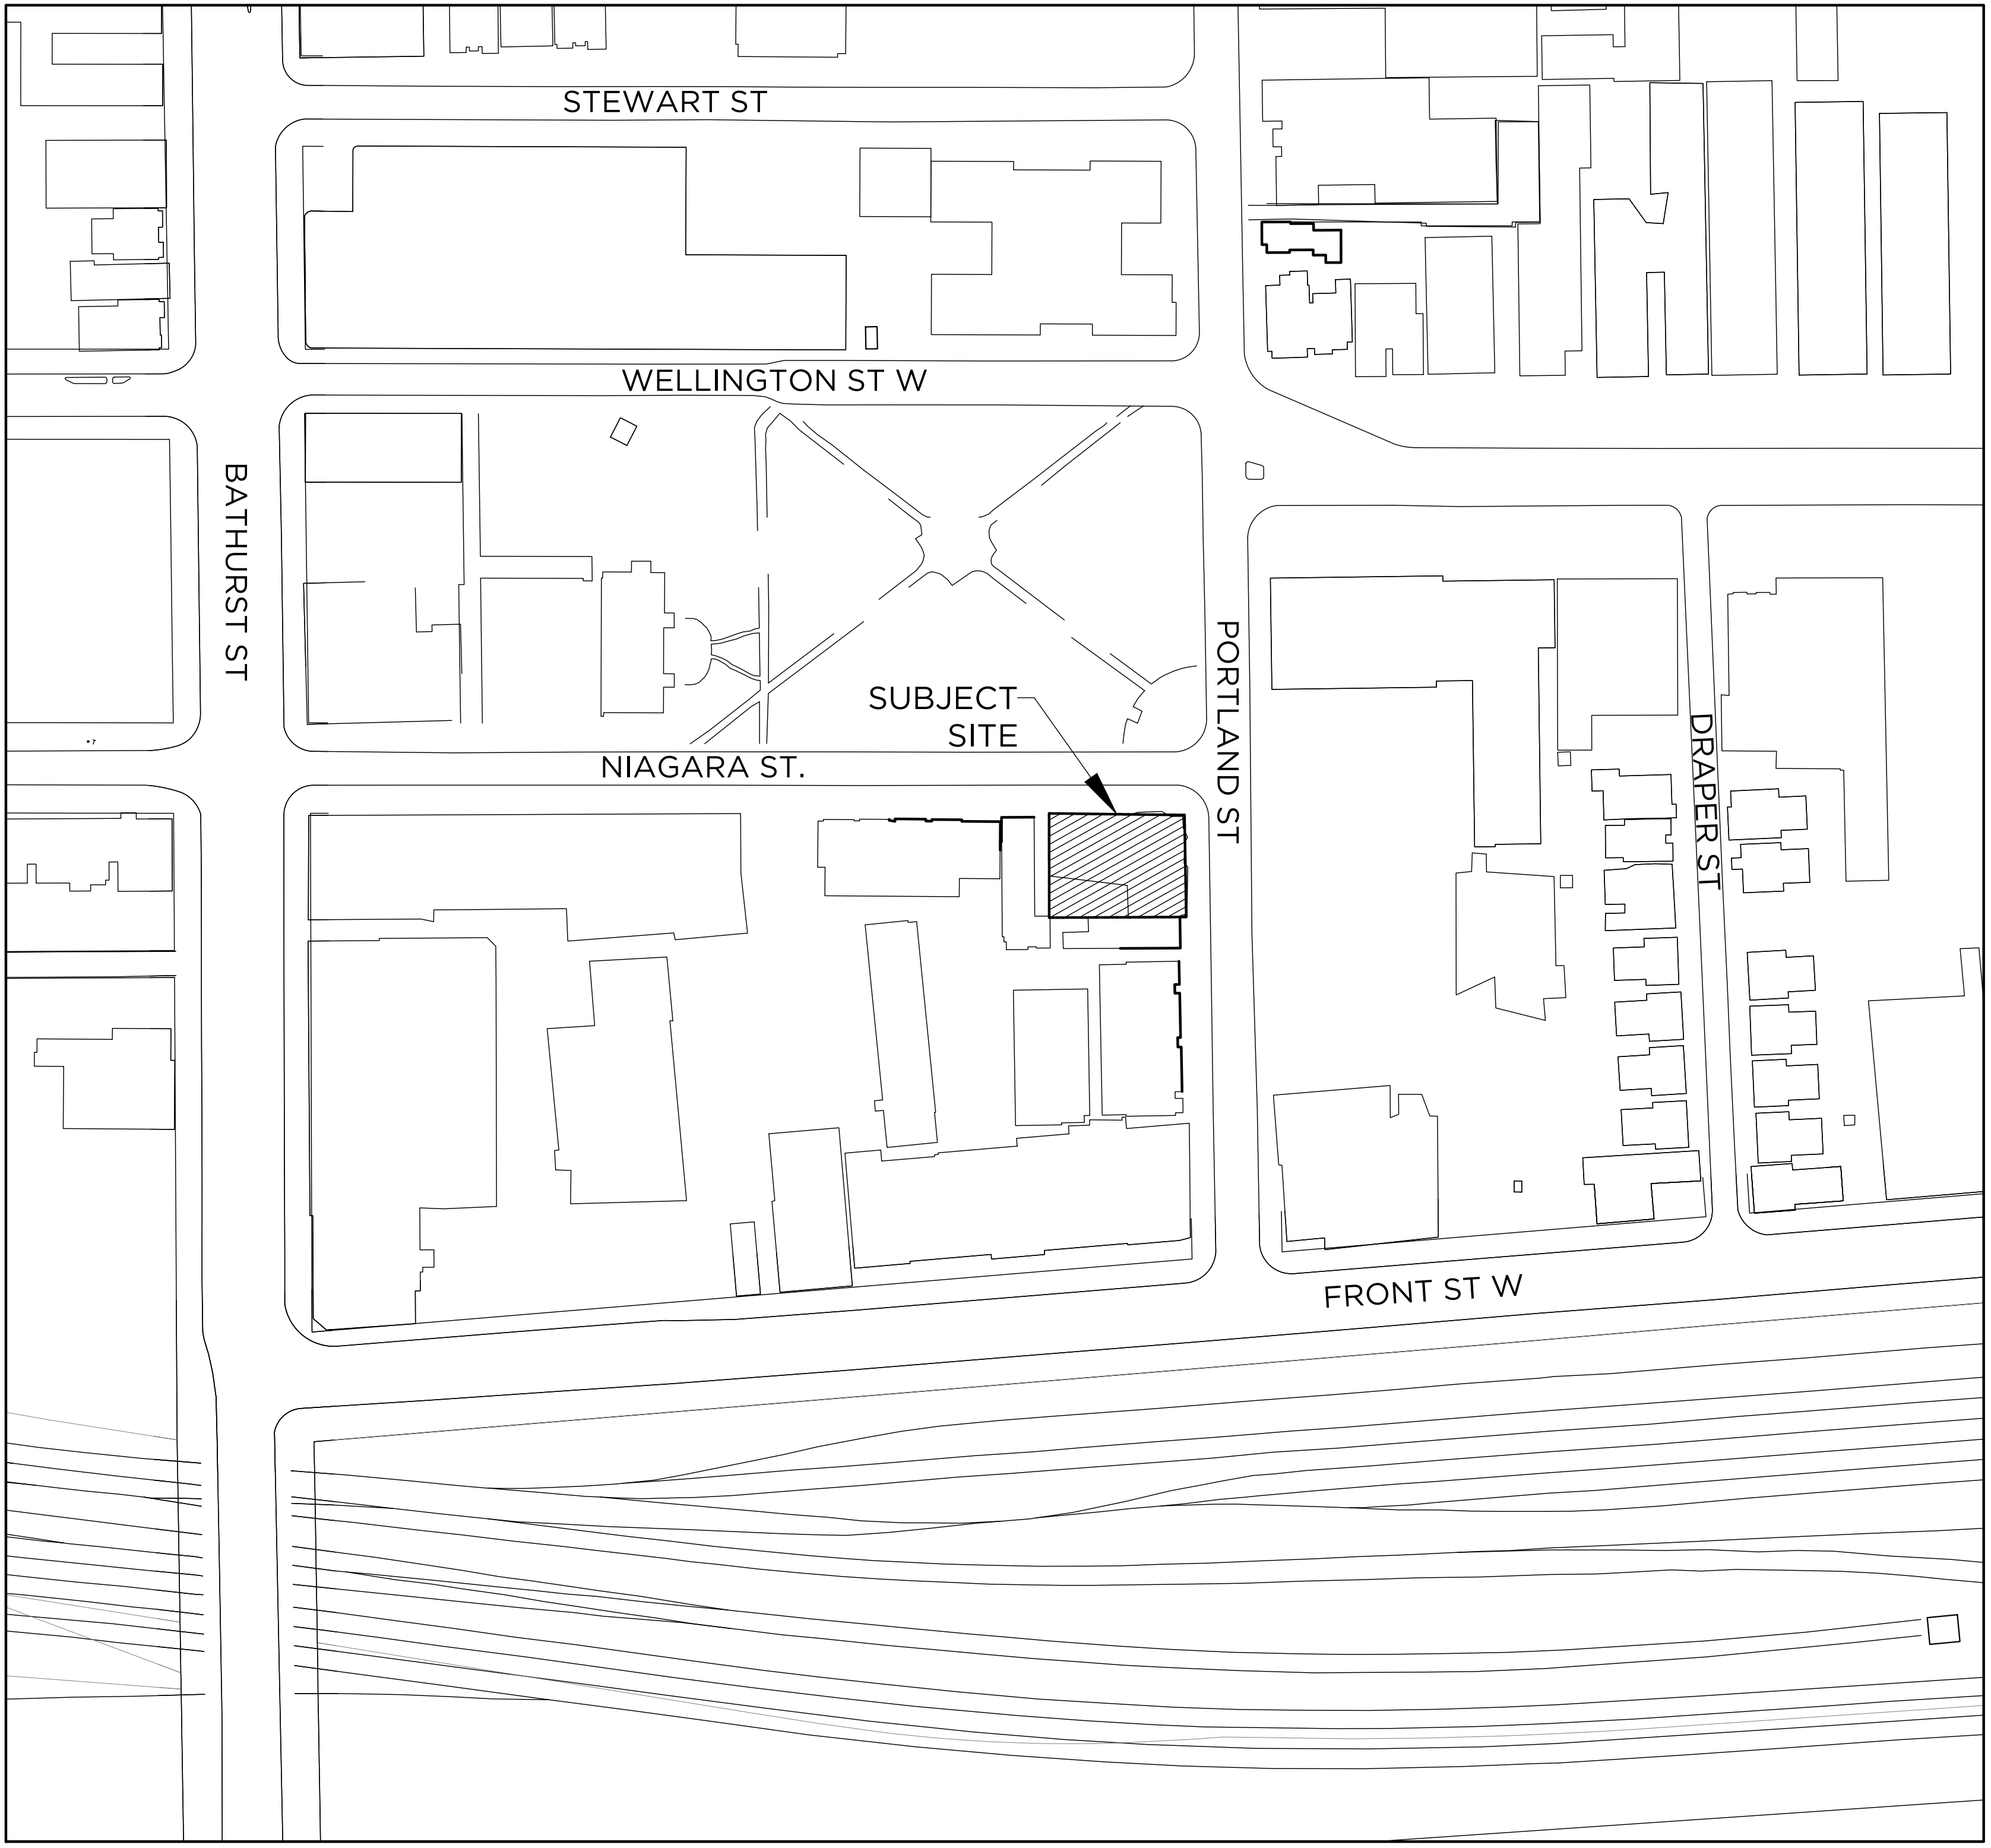 STEWART ST
WELLINGTON ST W
BATHURST ST
PORTLAND ST
SUBJECT
SITE
DRAPER ST
NIAGARA ST.
FRONT ST W